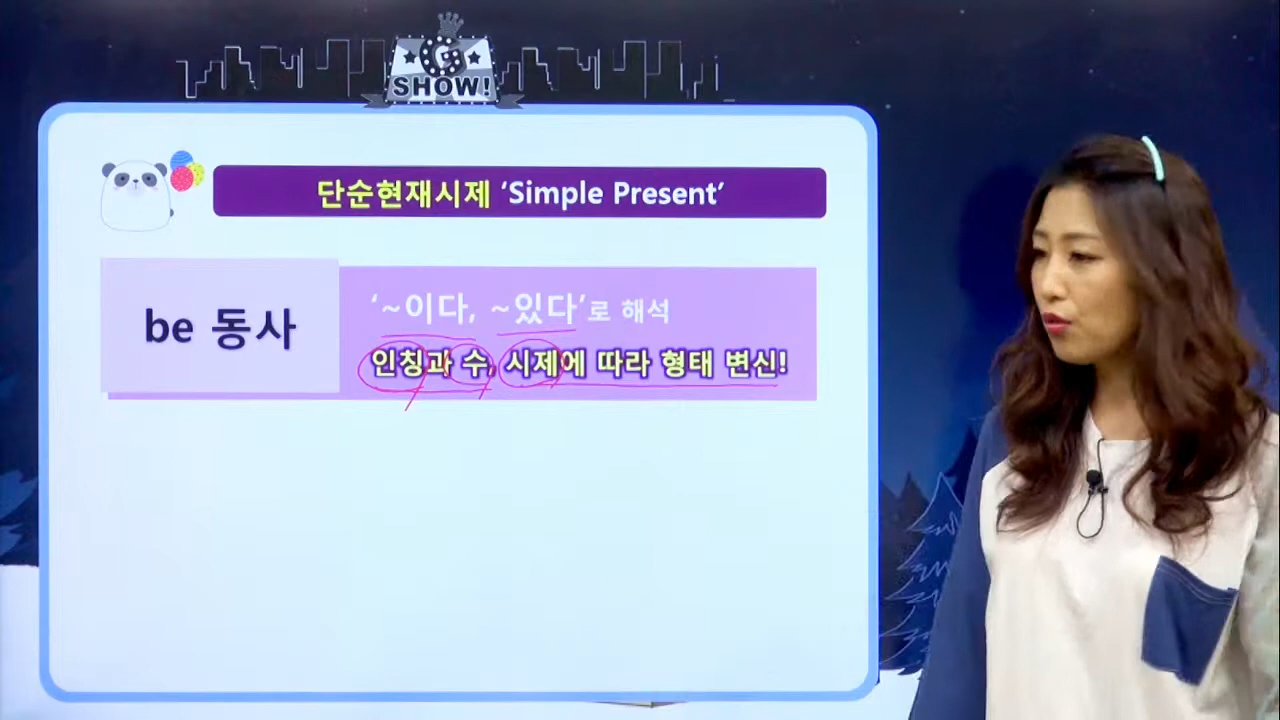 G
SHOW!
단순현재시제 ‘Simple Present’
be 동사
‘~이다, ~있다’로 해석
인칭과 수, 시제에 따라 형태 변신!